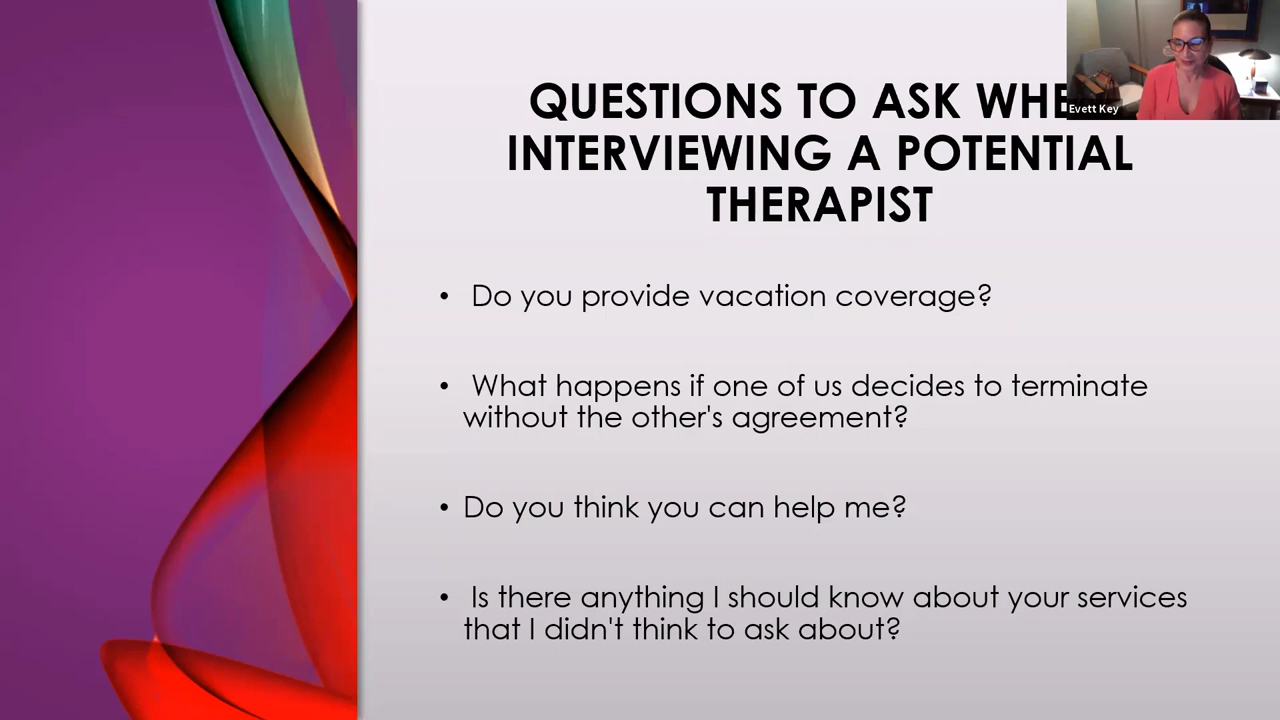 QUESTIONS TO ASK WHE
INTERVIEWING A POTENTIAL
THERAPIST
Evett Key
• Do you provide vacation coverage?
• What happens if one of us decides to terminate
without the other's agreement?
• Do you think you can help me?
• Is there anything I should know about your services
that I didn't think to ask about?